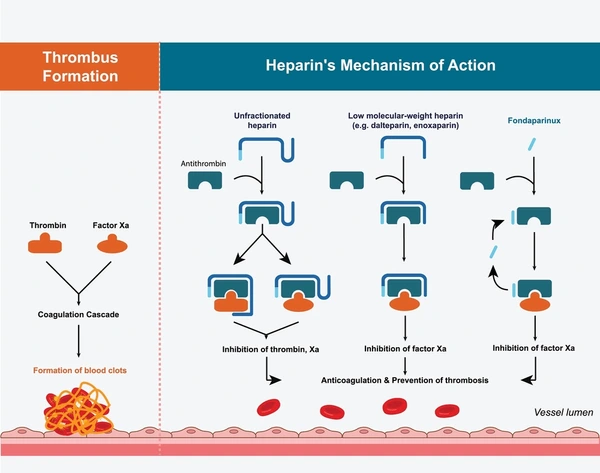 Thrombus
Formation
Heparin's Mechanism of Action
Unfractionated
heparin
Low molecular-weight heparin
(e.g. dalteparin, enoxaparin)
Fondaparinux
Antithrombin
Thrombin
Factor Xa
Coagulation Cascade
Formation of blood clots
Inhibition of thrombin, Xa
Inhibition of factor Xa
Inhibition of factor Xa
Anticoagulation & Prevention of thrombosis
Vessel lumen